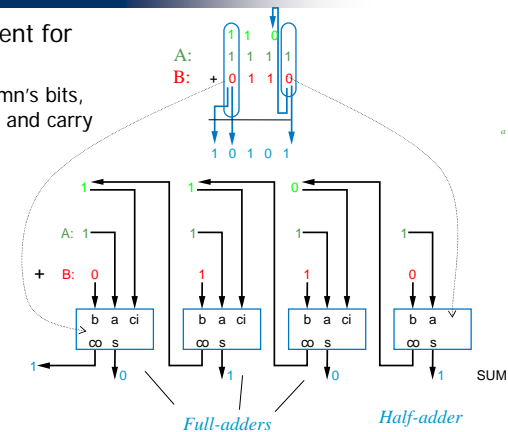 ent for
1 1 0
A: 1 1 1 1
mn's bits,
B: + 0 1 1 0
and carry
a
1 0 1 0 1
1 1 0
A: 1 1 1 1
+ B: 0 1 1 0
b a ci b a ci b a ci b a
co s co s co s co s
1 0 1 0 1 SUM
Full-adders Half-adder